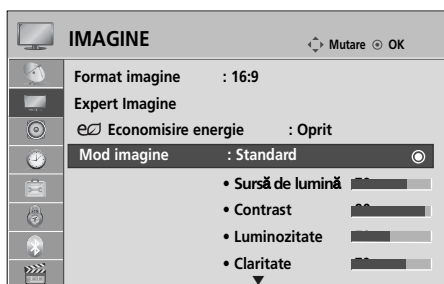 IMAGINE Mutare OK
Format imagine : 16:9
Expert Imagine
Economisire energie : Oprit
Mod imagine : Standard
• Sursă de lumină
• Contrast
• Luminozitate
• Claritate